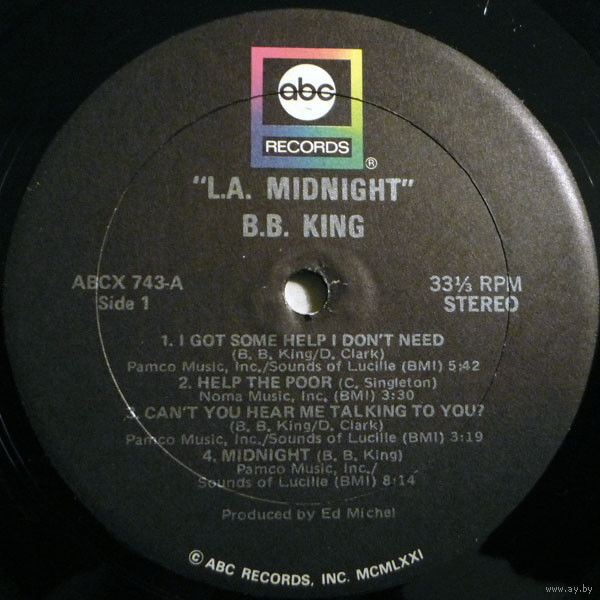 abc
RECORDS
®
"L.A. MIDNIGHT"
B.B. KING
ABCX 743-A
Side 1
33⅓ RPM
STEREO
1. I GOT SOME HELP I DON'T NEED
(B. B. King/D. Clark)
Pamco Music, Inc./Sounds of Lucille (BMI) 5:42
2. HELP THE POOR (C. Singleton)
Noma Music, Inc. (BMI) 3:30
3. CAN'T YOU HEAR ME TALKING TO YOU?
(B. B. King/D. Clark)
Pamco Music, Inc./Sounds of Lucille (BMI) 3:19
4. MIDNIGHT (B. B. King)
Pamco Music, Inc./
Sounds of Lucille (BMI) 8:14
Produced by Ed Michel
© ABC RECORDS, INC. MCMLXXI
www.ay.by